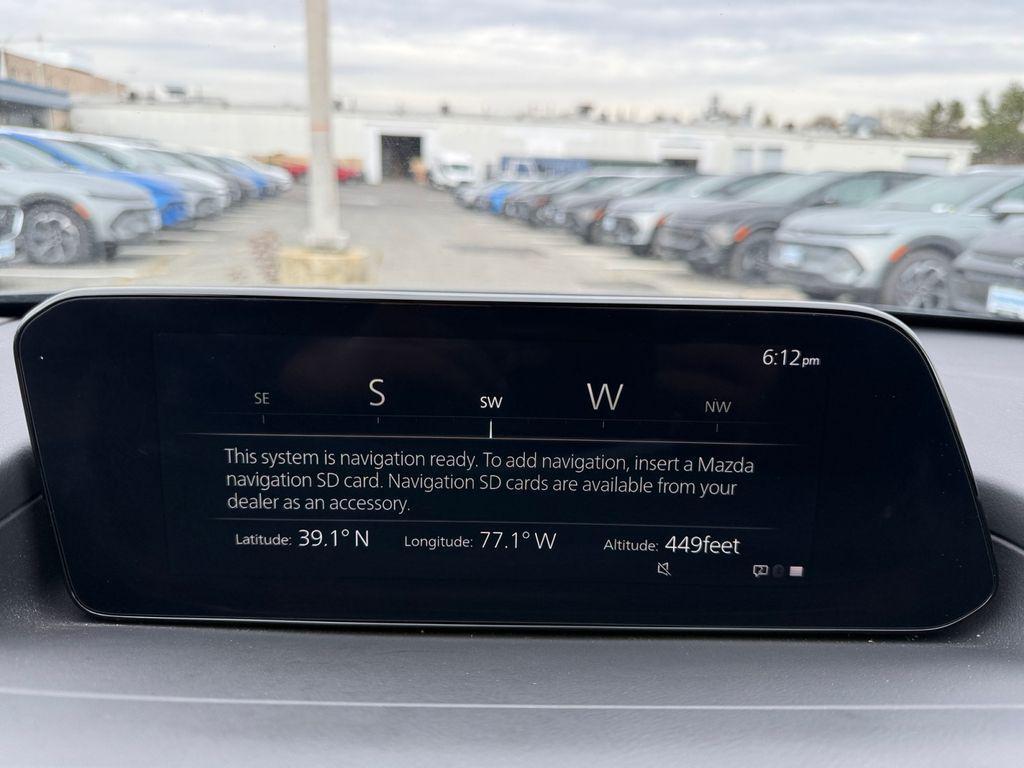 6:12pm
SE S SW W NW
This system is navigation ready. To add navigation, insert a Mazda
navigation SD card. Navigation SD cards are available from your
dealer as an accessory.
Latitude: 39.1° N Longitude: 77.1° W Altitude: 449feet